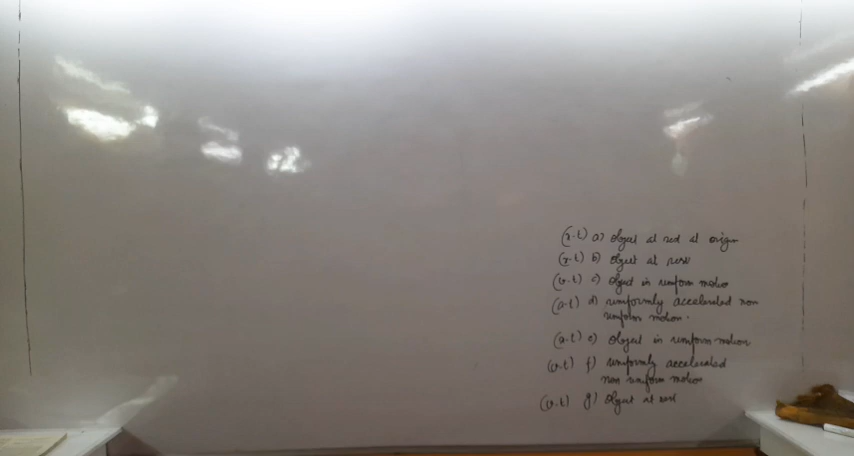 (x-t) a) object at rest at origin
(x-t) b) object at rest
(v-t) c) object in uniform motion
(a-t) d) uniformly accelerated non
uniform motion.
(a-t) e) object in uniform motion
(v-t) f) uniformly accelerated
non uniform motion
(v-t) g) object at rest